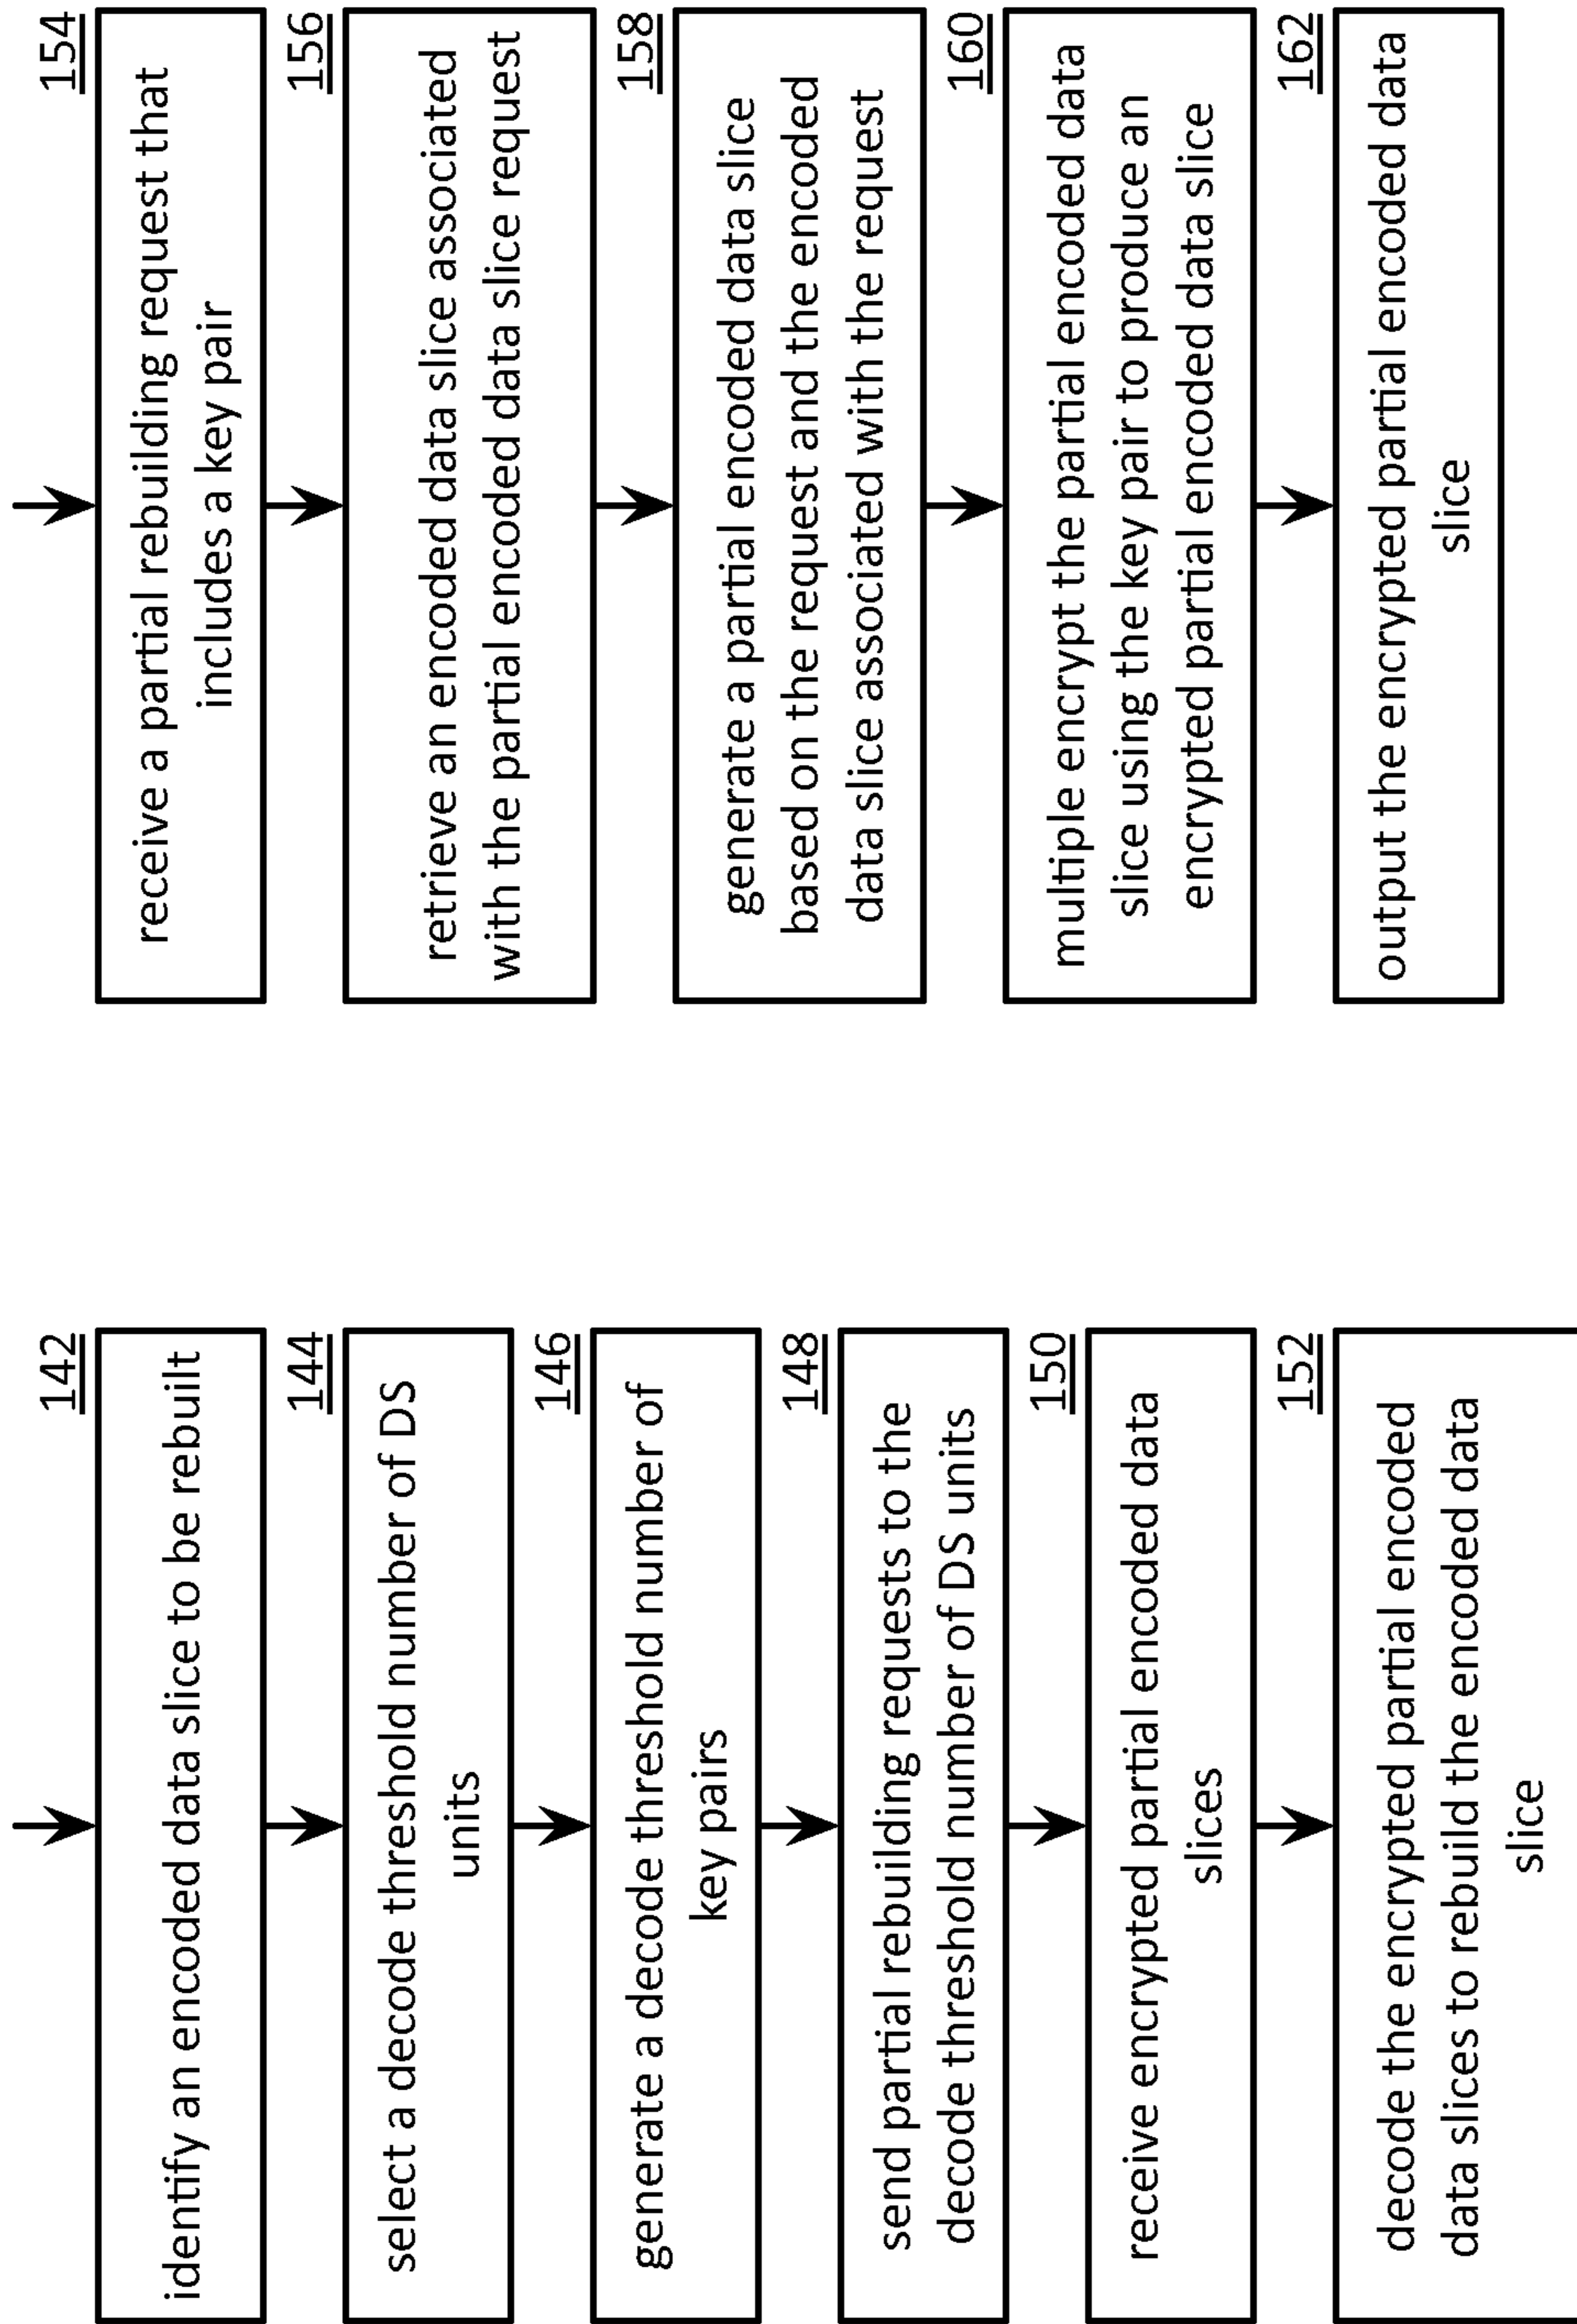 142
identify an encoded data slice to be rebuilt
144
select a decode threshold number of DS
units
146
generate a decode threshold number of
key pairs
148
send partial rebuilding requests to the
decode threshold number of DS units
150
receive encrypted partial encoded data
slices
152
decode the encrypted partial encoded
data slices to rebuild the encoded data
slice
154
receive a partial rebuilding request that
includes a key pair
156
retrieve an encoded data slice associated
with the partial encoded data slice request
158
generate a partial encoded data slice
based on the request and the encoded
data slice associated with the request
160
multiple encrypt the partial encoded data
slice using the key pair to produce an
encrypted partial encoded data slice
162
output the encrypted partial encoded data
slice